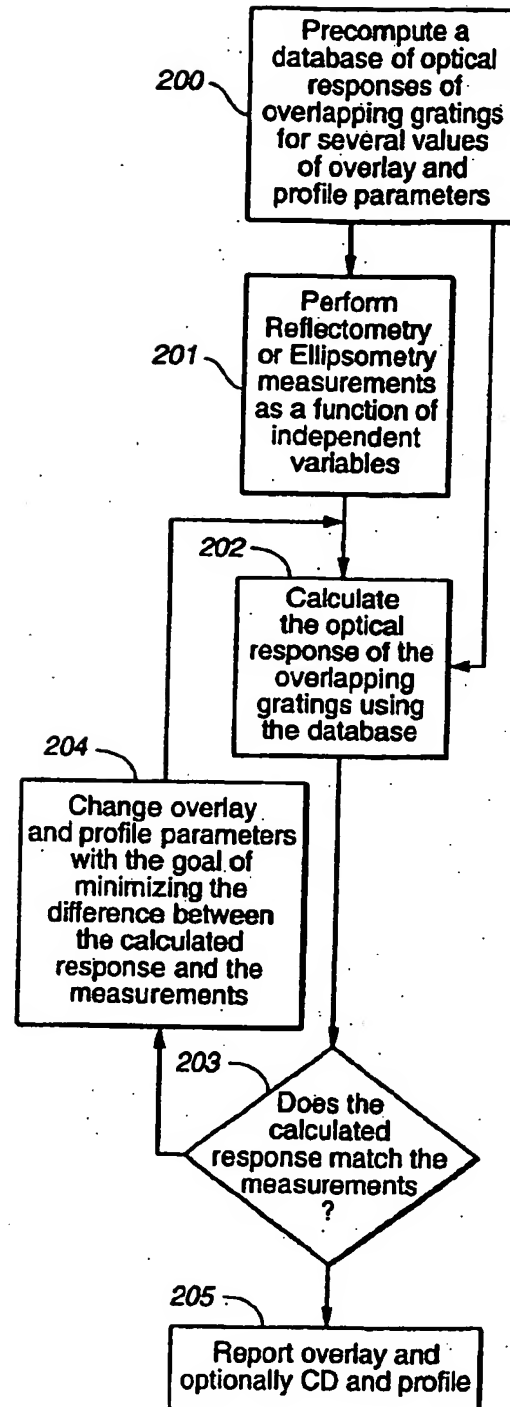 200
Precompute a
database of optical
responses of
overlapping gratings
for several values
of overlay and
profile parameters
201
Perform
Reflectometry
or Ellipsometry
measurements
as a function of
independent
variables
202
Calculate
the optical
response of the
overlapping
gratings using
the database
204
Change overlay
and profile parameters
with the goal of
minimizing the
difference between
the calculated
response and the
measurements
203
Does the
calculated
response match the
measurements
?
205
Report overlay and
optionally CD and profile